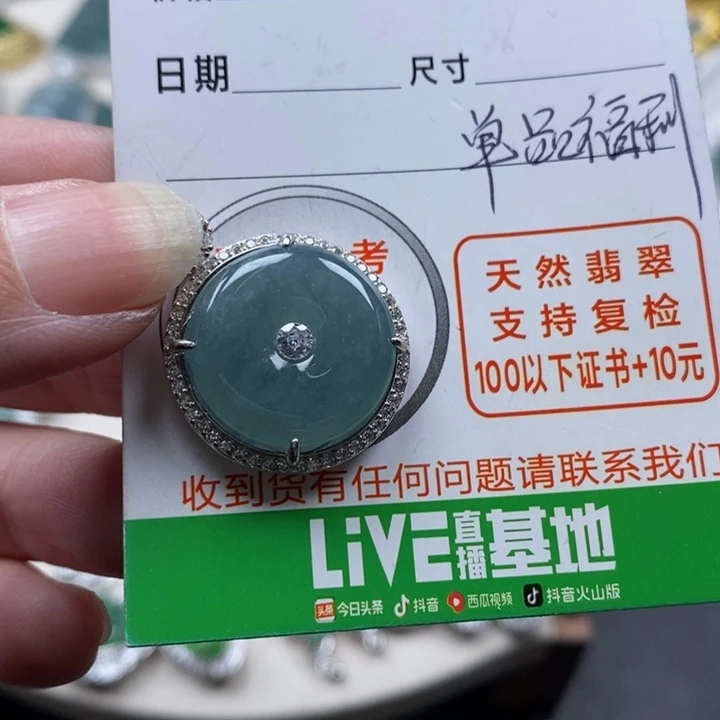 日期 尺寸
单品福利
考
天然翡翠
支持复检
100以下证书+10元
收到货有任何问题请联系我们
LiVE直播基地
头条 今日头条 抖音 西瓜视频 抖音火山版